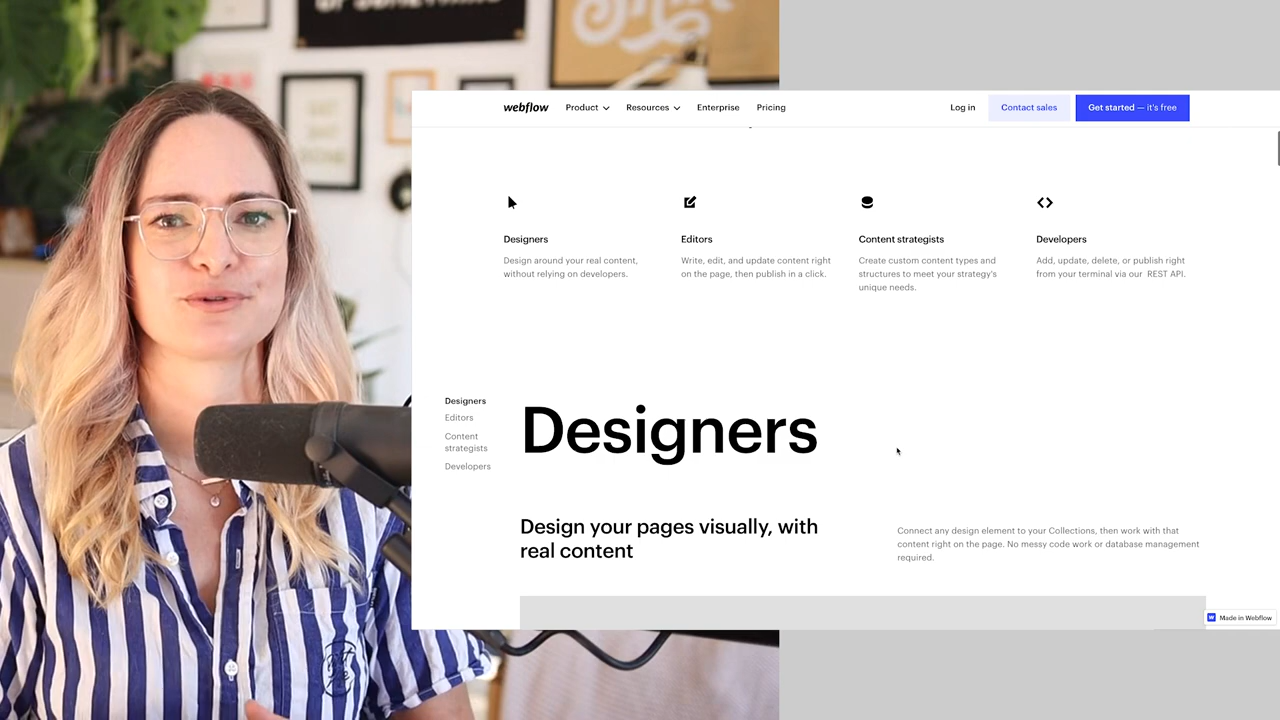 OF SOMETHING
webflow Product Resources Enterprise Pricing Log in Contact sales Get started — it's free
Designers
Design around your real content,
without relying on developers.
Editors
Write, edit, and update content right
on the page, then publish in a click.
Content strategists
Create custom content types and
structures to meet your strategy's
unique needs.
Developers
Add, update, delete, or publish right
from your terminal via our REST API.
Designers
Editors
Content
strategists
Developers
Designers
Design your pages visually, with
real content
Connect any design element to your Collections, then work with that
content right on the page. No messy code work or database management
required.
Made in Webflow